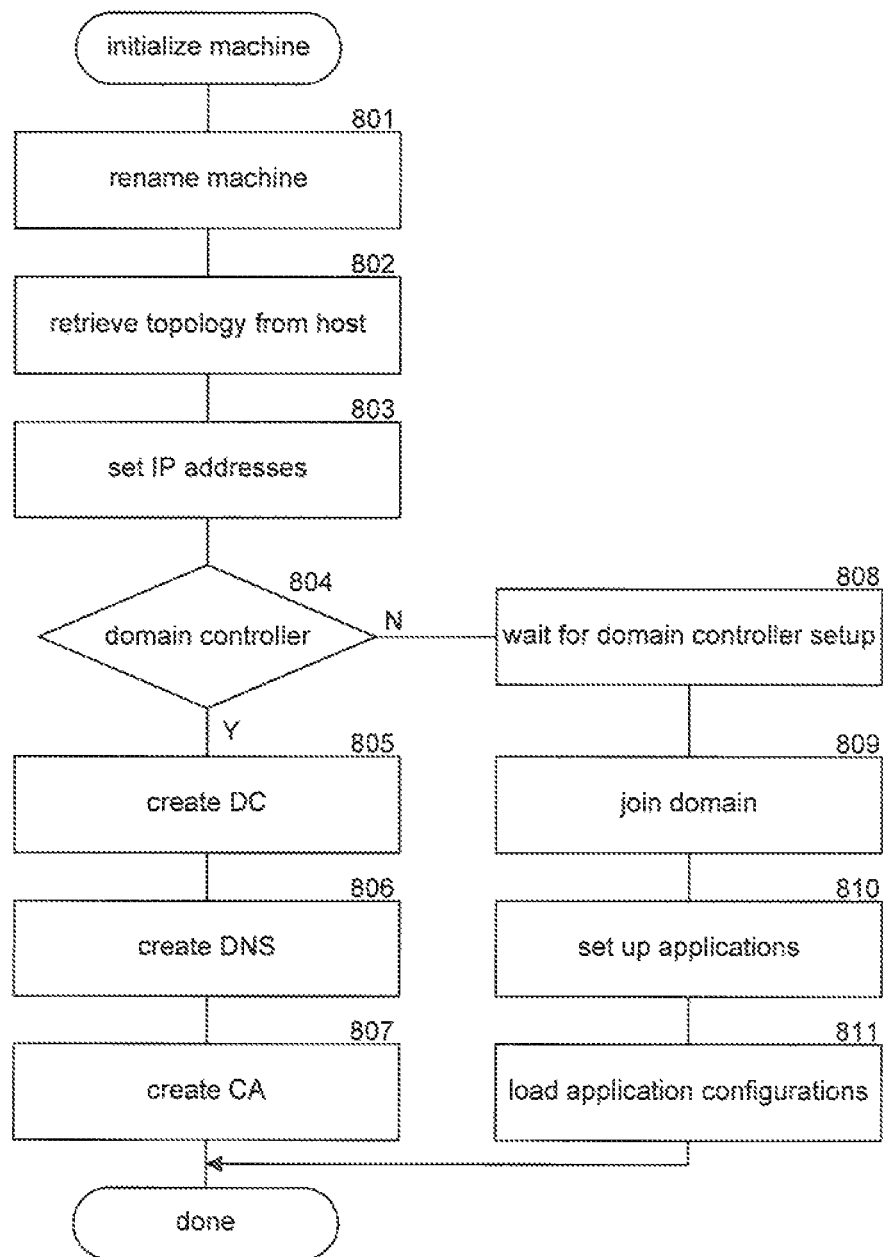 initialize machine
801
rename machine
802
retrieve topology from host
803
set IP addresses
804
domain controller
N
Y
805
create DC
806
create DNS
807
create CA
808
wait for domain controller setup
809
join domain
810
set up applications
811
load application configurations
done